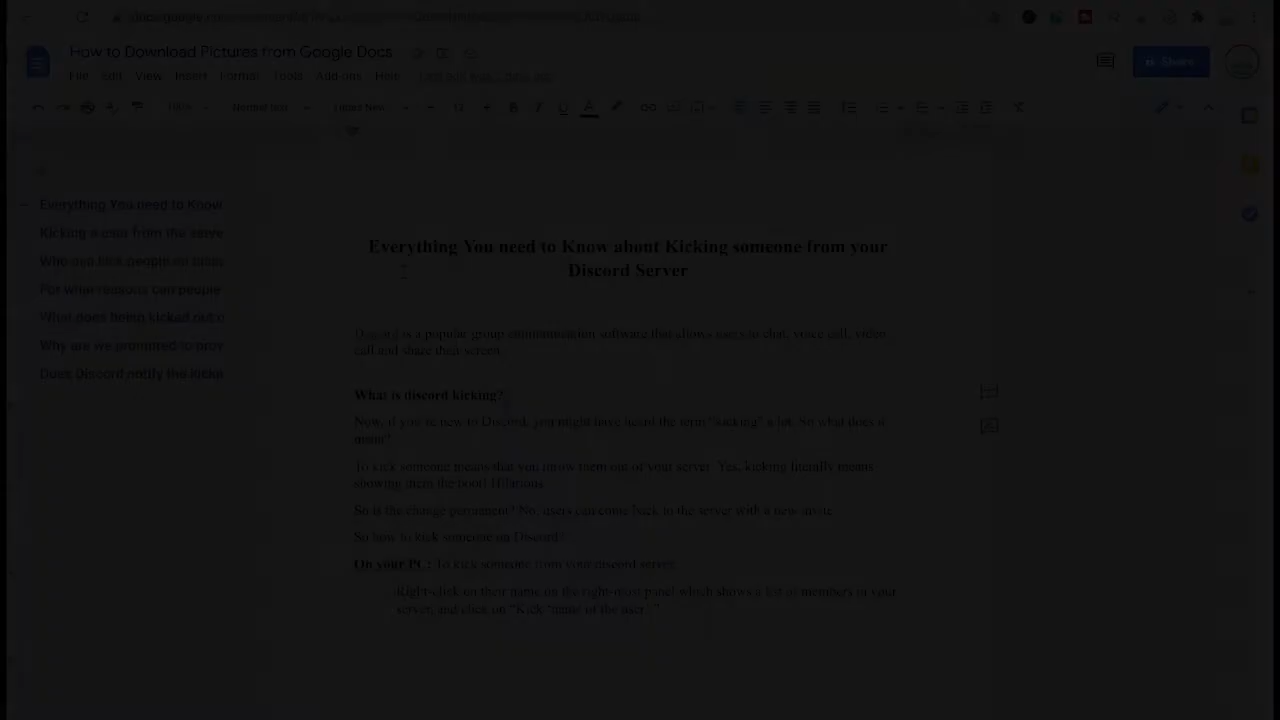 How to Download Pictures from Google Docs
File Edit View Insert Format Tools Add-ons Help
Share
100% Normal text Times New 12 B I U A
Everything You need to Know
Kicking a user from the serve
Who can kick people on
For what reasons can people
What does being kicked out o
Why are we prompted to prov
Does Discord notify the
Everything You need to Know about Kicking someone from your
Discord Server
Discord is a popular group communication software that allows users to chat, voice call, video
call and share their screen.
What is discord kicking?
Now, if you're new to Discord, you might have heard the term "kicking" a lot. So what does it
mean?
To kick someone means that you throw them out of your server. Yes, kicking literally means
showing them the boot! Hilarious.
So is the change permanent? No, users can come back to the server with a new invite.
So how to kick someone on Discord?
On your PC: To kick someone from your discord server.
Right-click on their name on the right-most panel which shows a list of members in your
server, and click on "Kick 'name of the user.'"